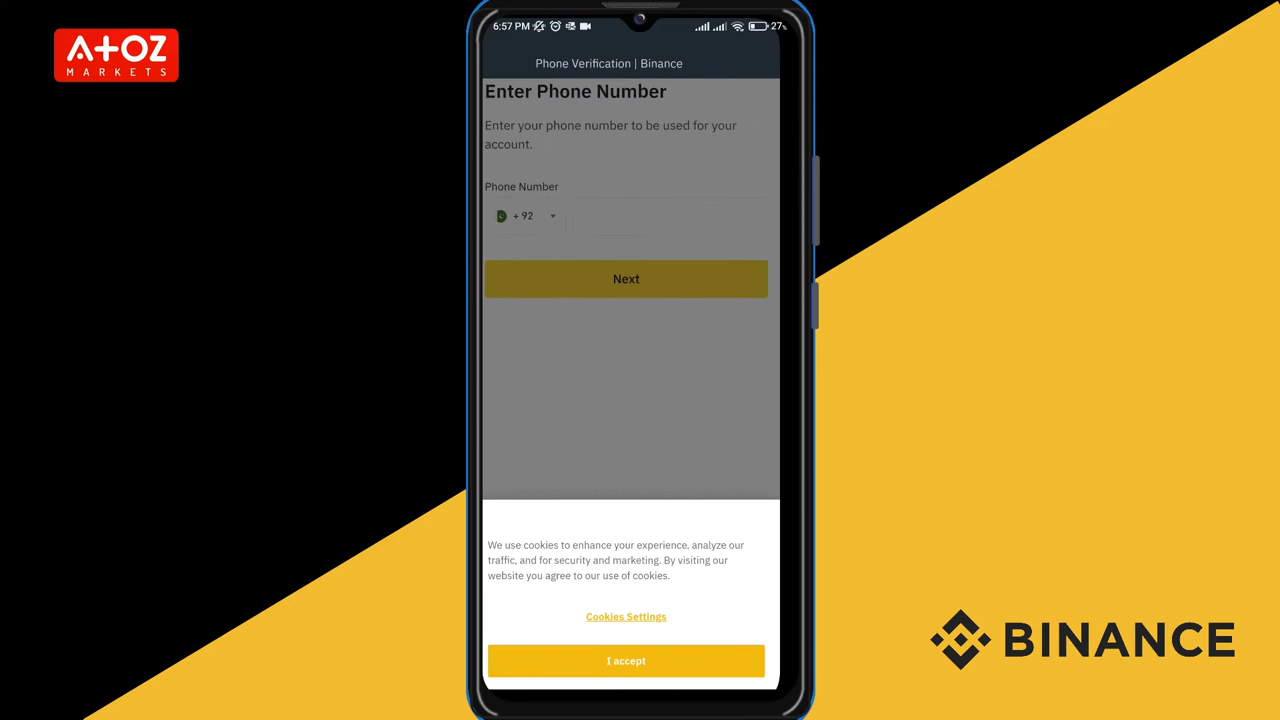 A+OZ
MARKETS
6:57 PM
27%
Phone Verification | Binance
Enter Phone Number
Enter your phone number to be used for your
account.
Phone Number
+ 92
Next
We use cookies to enhance your experience, analyze our
traffic, and for security and marketing. By visiting our
website you agree to our use of cookies.
Cookies Settings
I accept
BINANCE